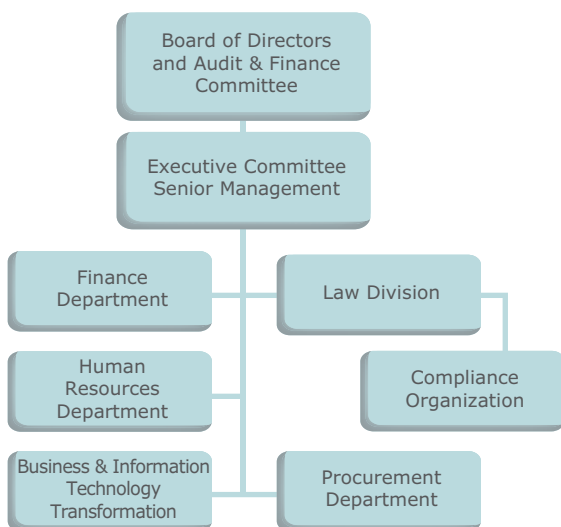 Board of Directors
and Audit & Finance
Committee
Executive Committee
Senior Management
Finance
Department
Law Division
Human
Resources
Department
Compliance
Organization
Business & Information
Technology
Transformation
Procurement
Department